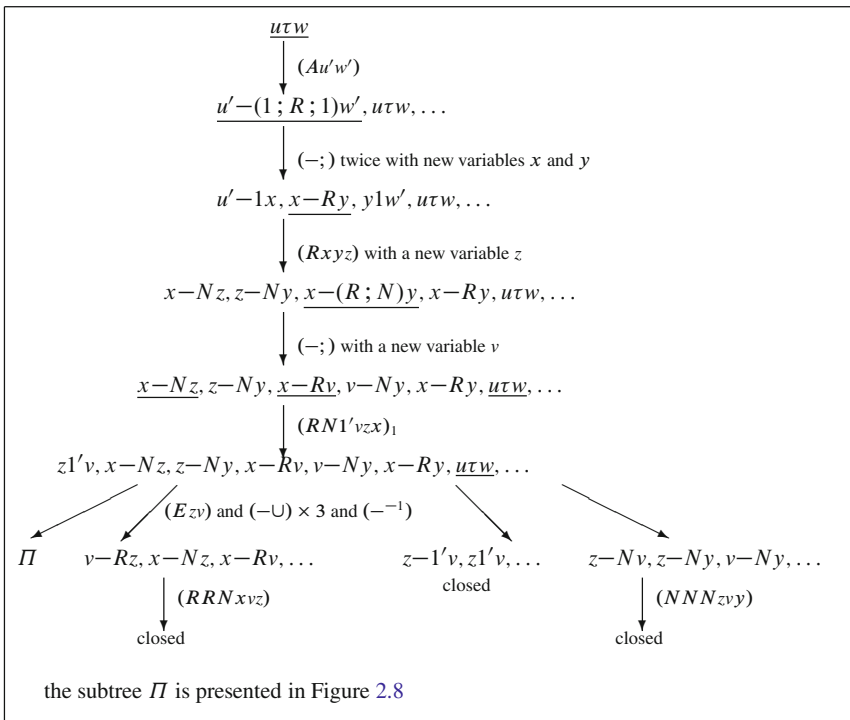 uτw
(Au′w′)
u′−(1 ; R ; 1)w′, uτw, . . .
(−; ) twice with new variables x and y
u′−1x, x−Ry, y1w′, uτw, . . .
(Rxyz) with a new variable z
x−Nz, z−Ny, x−(R ; N)y, x−Ry, uτw, . . .
(−; ) with a new variable v
x−Nz, z−Ny, x−Rv, v−Ny, x−Ry, uτw, . . .
(RN1′vzx)₁
z1′v, x−Nz, z−Ny, x−Rv, v−Ny, x−Ry, uτw, . . .
(Ezv) and (−∪) × 3 and (−⁻¹)
Π v−Rz, x−Nz, x−Rv, . . . z−1′v, z1′v, . . . z−Nv, z−Ny, v−Ny, . . .
closed
(RRNxvz) (NNNzvy)
closed closed
the subtree Π is presented in Figure 2.8